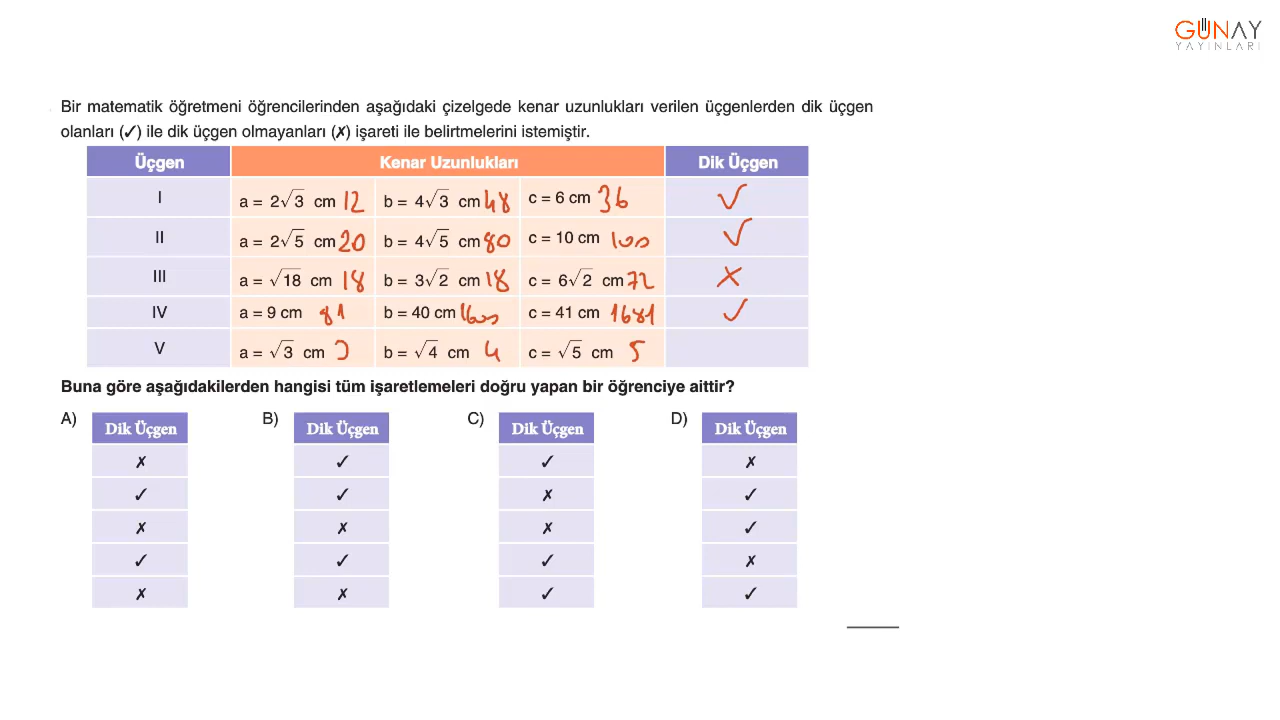 GÜNAY
YAYINLARI
Bir matematik öğretmeni öğrencilerinden aşağıdaki çizelgede kenar uzunlukları verilen üçgenlerden dik üçgen
olanları (✓) ile dik üçgen olmayanları (✗) işareti ile belirtmelerini istemiştir.
Üçgen Kenar Uzunlukları Dik Üçgen
I a = 2√3 cm 12 b = 4√3 cm 48 c = 6 cm 36 ✓
II a = 2√5 cm 20 b = 4√5 cm 80 c = 10 cm 100 ✓
III a = √18 cm 18 b = 3√2 cm 18 c = 6√2 cm 72 ✗
IV a = 9 cm 81 b = 40 cm 1600 c = 41 cm 1681 ✓
V a = √3 cm 3 b = √4 cm 4 c = √5 cm 5
Buna göre aşağıdakilerden hangisi tüm işaretlemeleri doğru yapan bir öğrenciye aittir?
A) B) C) D)
Dik Üçgen Dik Üçgen Dik Üçgen Dik Üçgen
✗ ✓ ✓ ✗
✓ ✓ ✗ ✓
✗ ✗ ✗ ✓
✓ ✓ ✓ ✗
✗ ✗ ✓ ✓